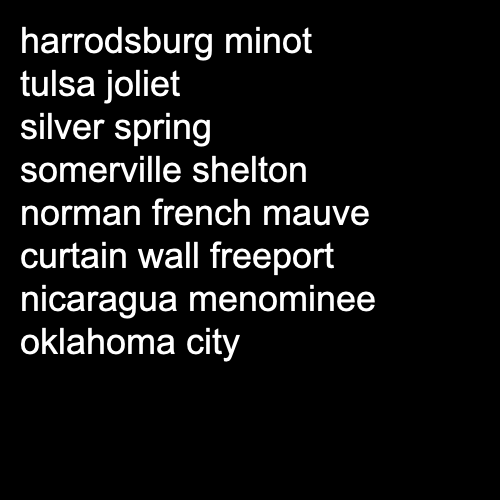 harrodsburg minot
tulsa joliet
silver spring
somerville shelton
norman french mauve
curtain wall freeport
nicaragua menominee
oklahoma city